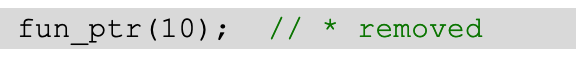 fun_ptr(10);  // * removed